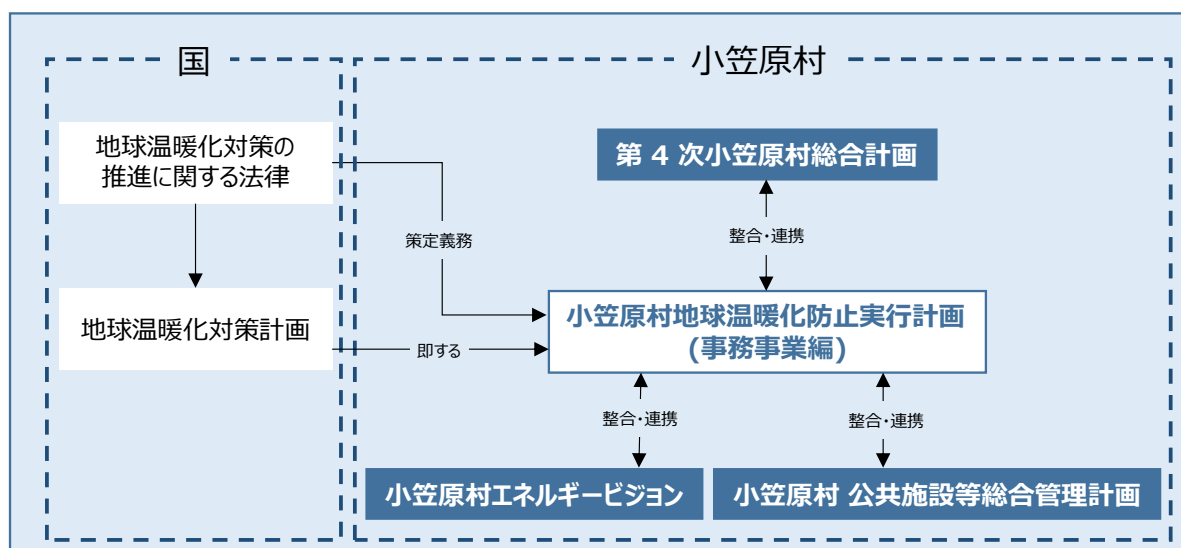 国
小笠原村
地球温暖化対策の
推進に関する法律
第 4 次小笠原村総合計画
策定義務
整合・連携
地球温暖化対策計画
小笠原村地球温暖化防止実行計画
(事務事業編)
即する
整合・連携
整合・連携
小笠原村エネルギービジョン
小笠原村 公共施設等総合管理計画